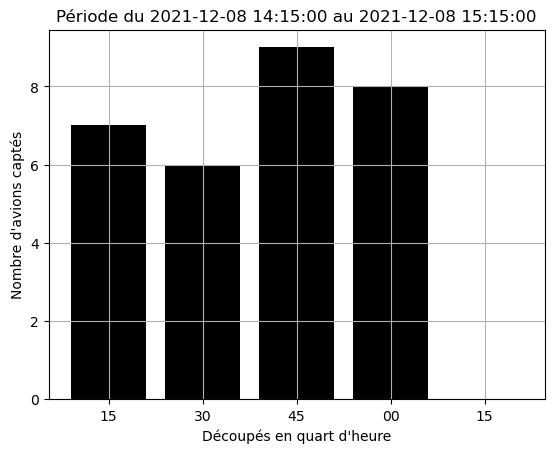 Période du 2021-12-08 14:15:00 au 2021-12-08 15:15:00
Nombre d'avions captés
8
6
4
2
0
15 30 45 00 15
Découpés en quart d'heure